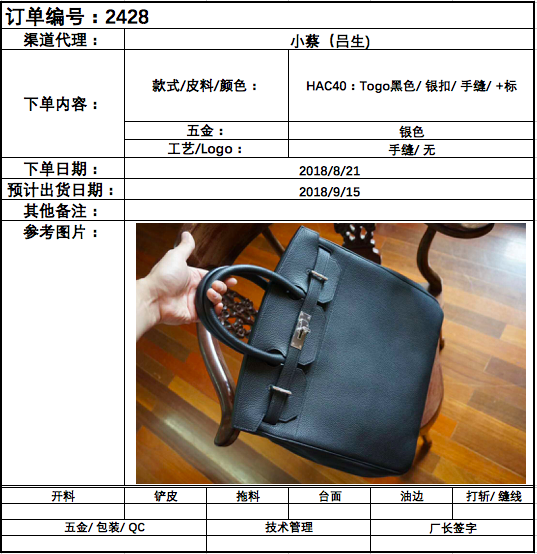 订单编号：2428
渠道代理： 小蔡（吕生)
下单内容： 款式/皮料/颜色： HAC40：Togo黑色/ 银扣/ 手缝/ +标
五金： 银色
工艺/Logo： 手缝/ 无
下单日期： 2018/8/21
预计出货日期： 2018/9/15
其他备注：
参考图片：
开料 铲皮 拖料 台面 油边 打斩/ 缝线
五金/ 包装/ QC 技术管理 厂长签字